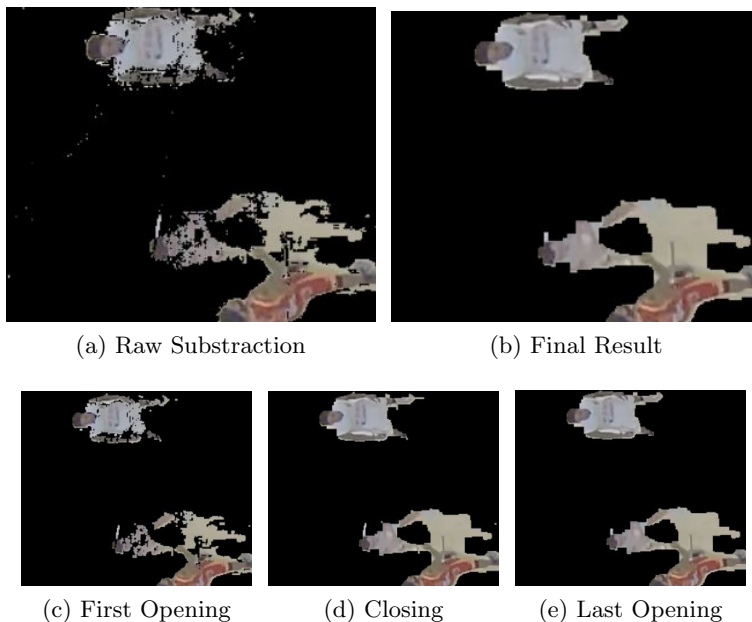 (a) Raw Substraction
(b) Final Result
(c) First Opening
(d) Closing
(e) Last Opening